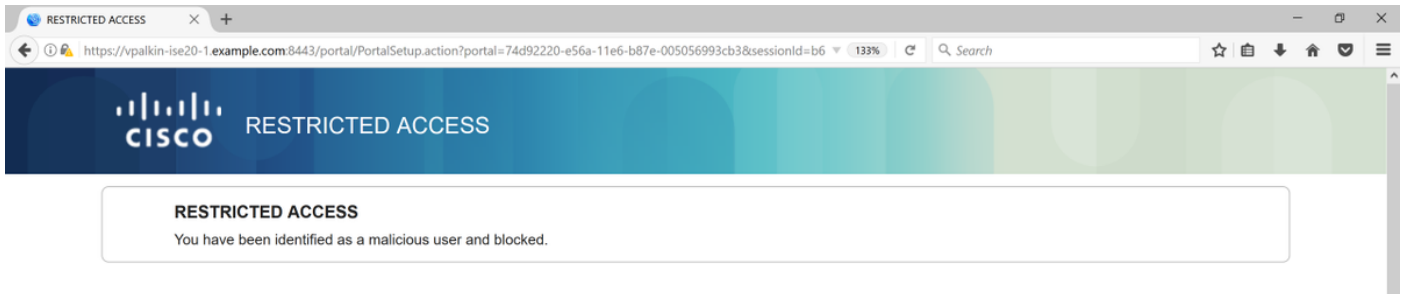 RESTRICTED ACCESS
https://vpalkin-ise20-1.example.com:8443/portal/PortalSetup.action?portal=74d92220-e56a-11e6-b87e-005056993cb3&sessionId=b6
133%
Search
CISCO
RESTRICTED ACCESS
RESTRICTED ACCESS
You have been identified as a malicious user and blocked.